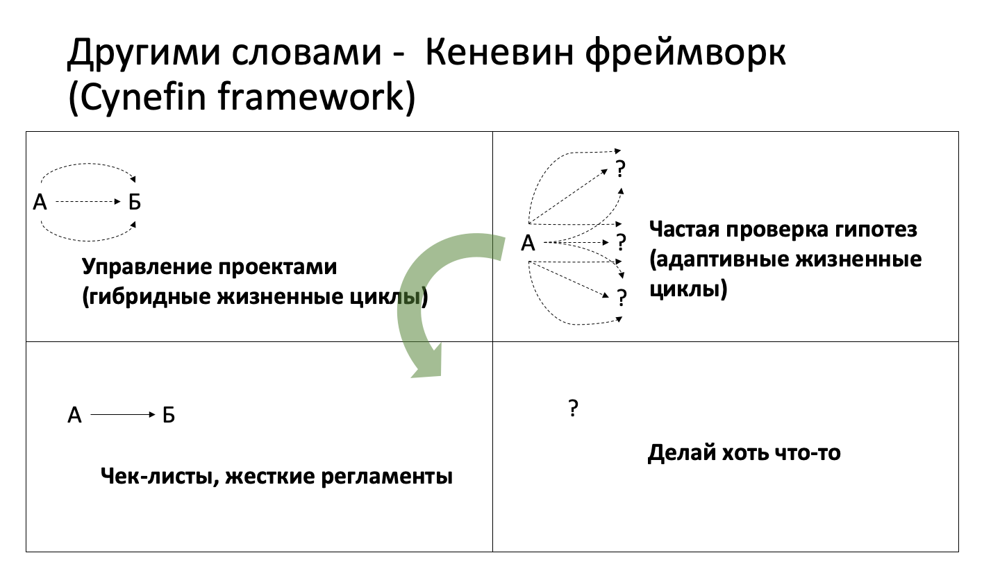 Другими словами - Кеневин фреймворк
(Cynefin framework)
А
Б
Управление проектами
(гибридные жизненные циклы)
А
?
?
?
Частая проверка гипотез
(адаптивные жизненные
циклы)
А
Б
Чек-листы, жесткие регламенты
?
Делай хоть что-то